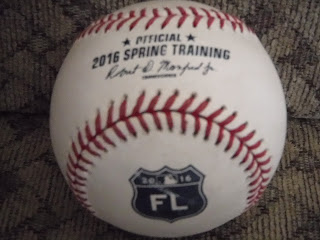 ★ OFFICIAL ★
2016 SPRING TRAINING
Robert D. Manfred Jr.
20 16
FL